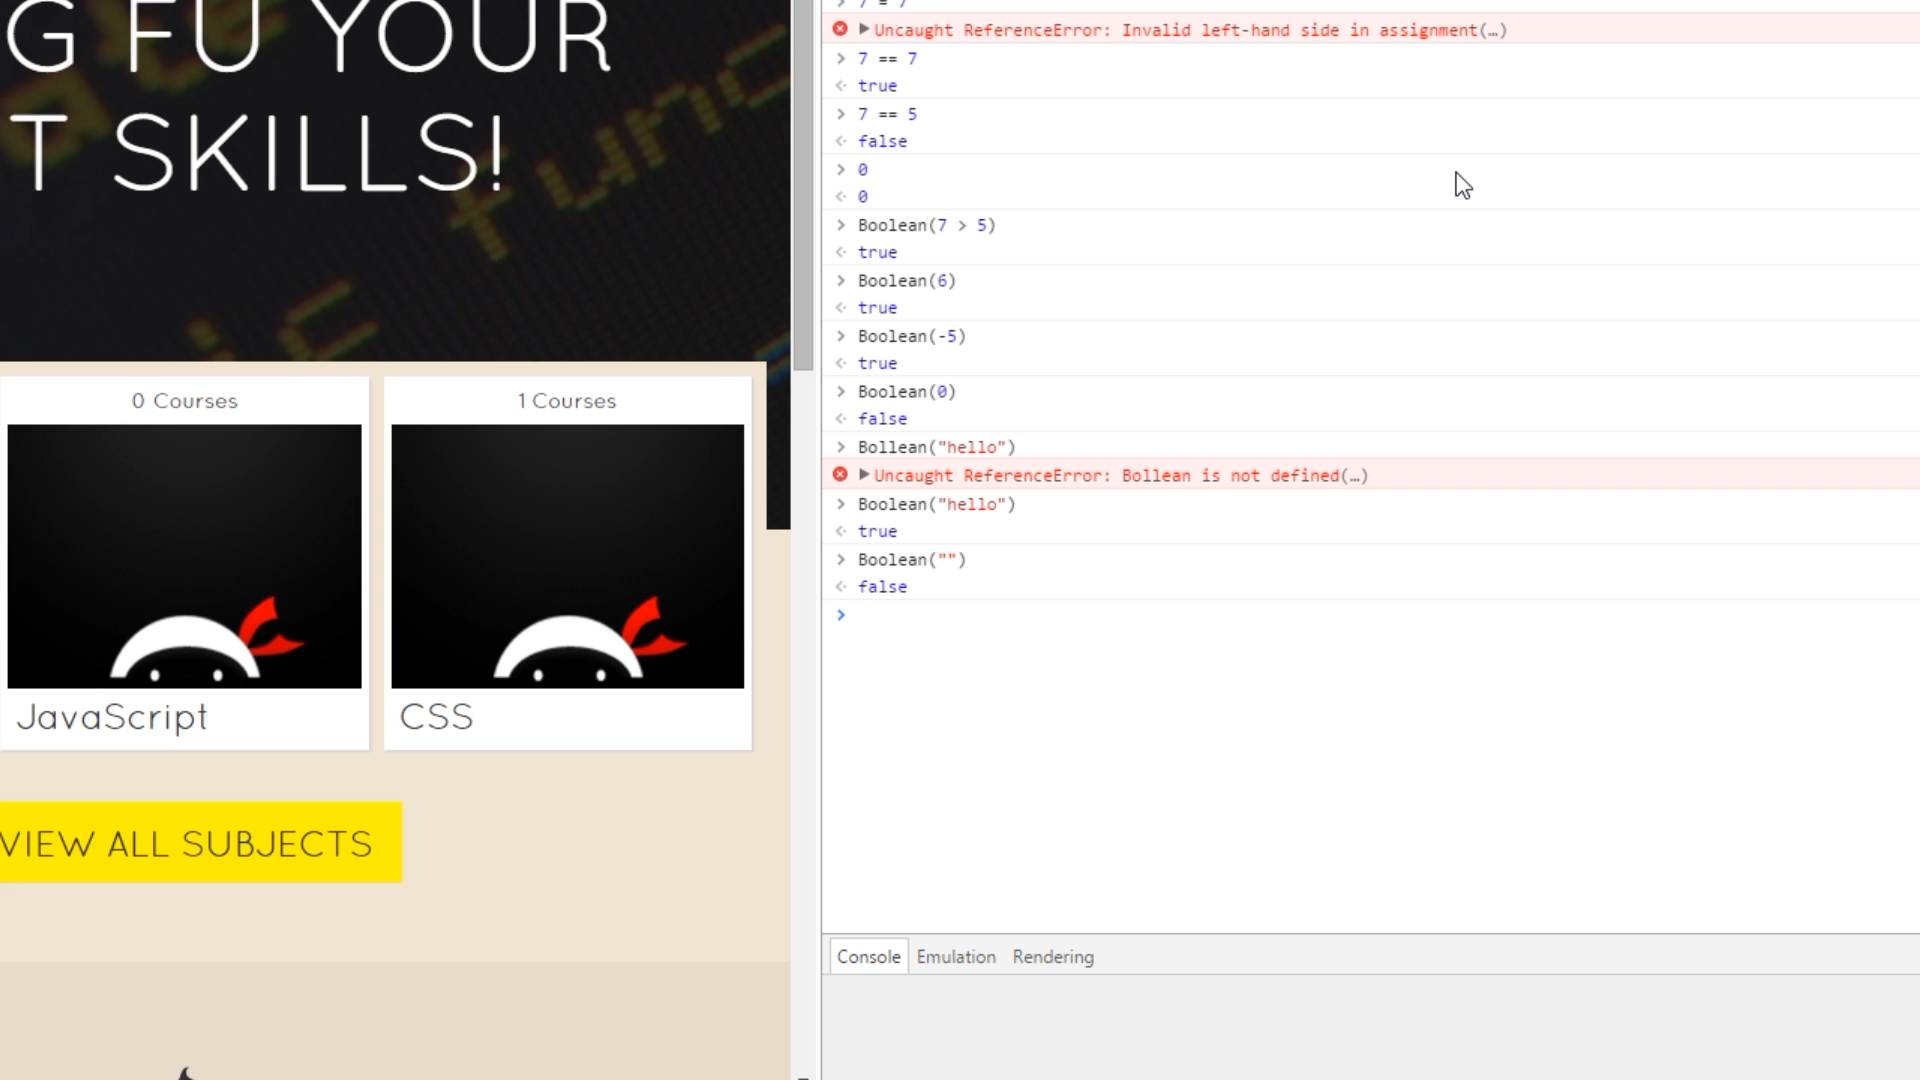 G FU YOUR
T SKILLS!
0 Courses
1 Courses
JavaScript
CSS
VIEW ALL SUBJECTS
> 7 = 7
Uncaught ReferenceError: Invalid left-hand side in assignment(…)
> 7 == 7
true
> 7 == 5
false
> 0
0
> Boolean(7 > 5)
true
> Boolean(6)
true
> Boolean(-5)
true
> Boolean(0)
false
> Bollean("hello")
Uncaught ReferenceError: Bollean is not defined(…)
> Boolean("hello")
true
> Boolean("")
false
>
Console Emulation Rendering